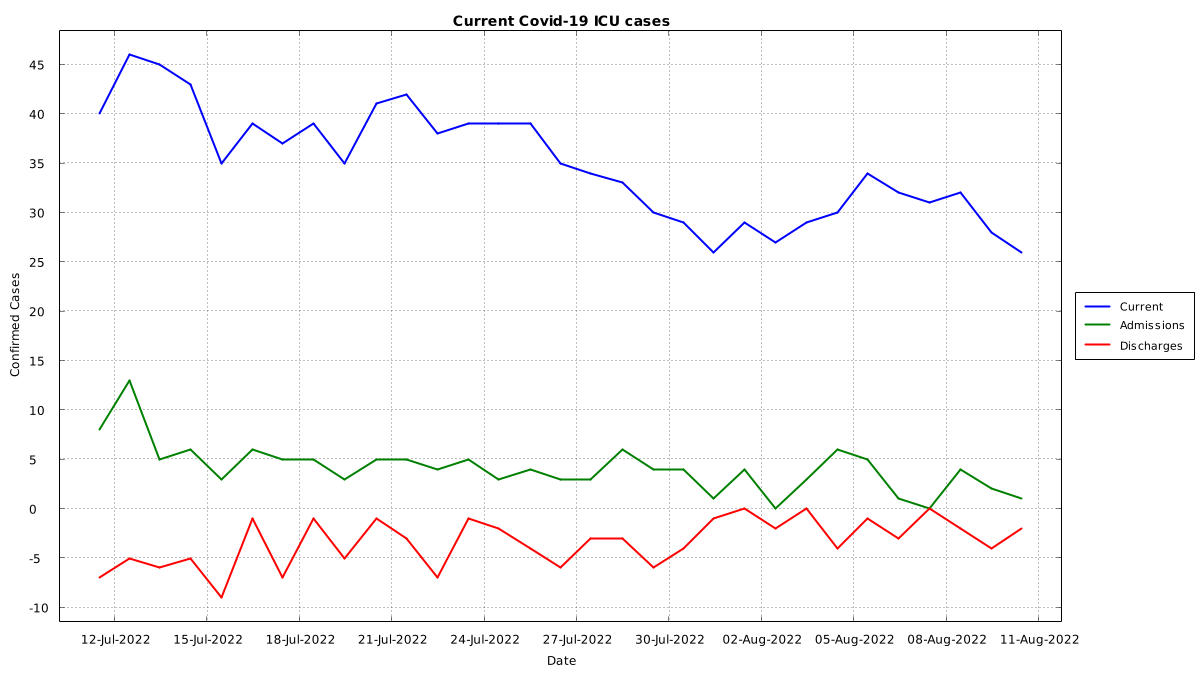 Current Covid-19 ICU cases
45
40
35
30
25
20
15
10
5
0
-5
-10
Confirmed Cases
12-Jul-2022 15-Jul-2022 18-Jul-2022 21-Jul-2022 24-Jul-2022 27-Jul-2022 30-Jul-2022 02-Aug-2022 05-Aug-2022 08-Aug-2022 11-Aug-2022
Date
Current
Admissions
Discharges